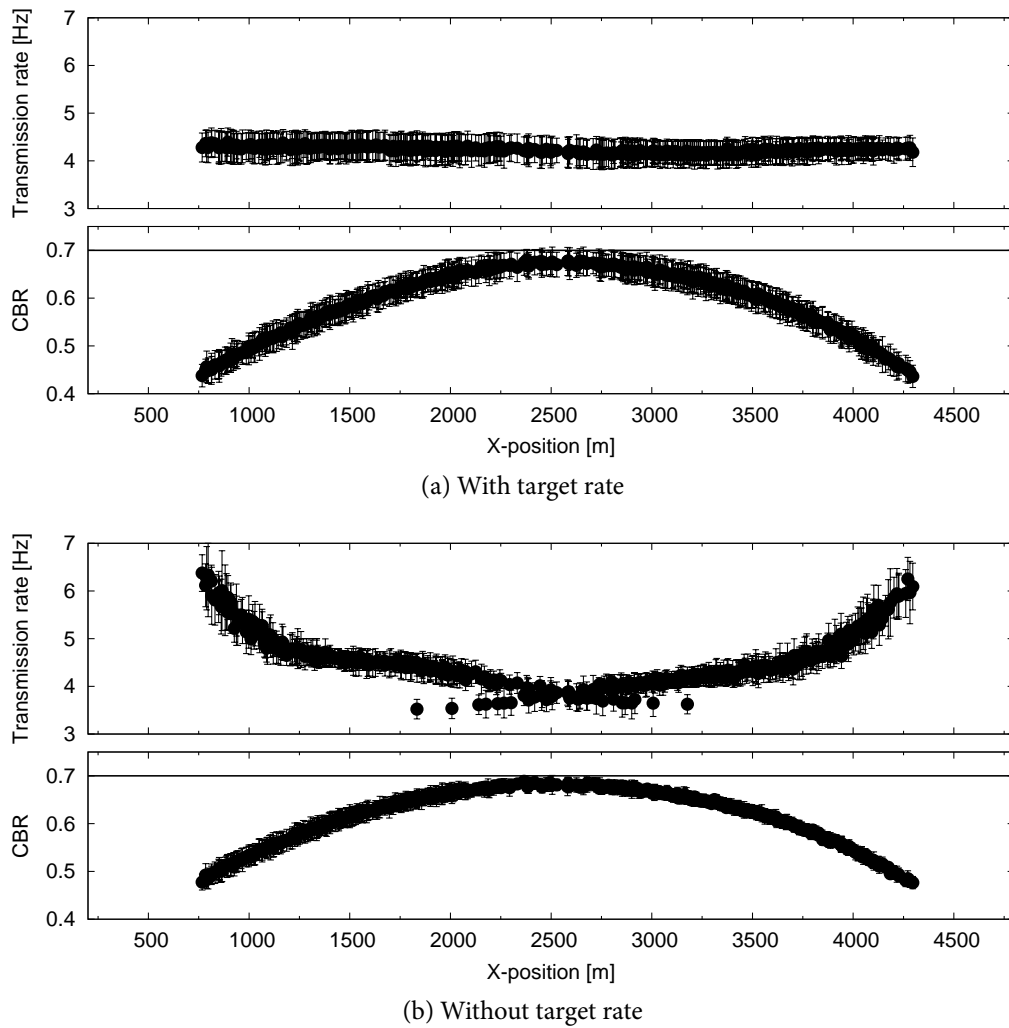 7
6
5
4
3
Transmission rate [Hz]
0.7
0.6
0.5
0.4
CBR
500 1000 1500 2000 2500 3000 3500 4000 4500
X-position [m]
(a) With target rate
7
6
5
4
3
Transmission rate [Hz]
0.7
0.6
0.5
0.4
CBR
500 1000 1500 2000 2500 3000 3500 4000 4500
X-position [m]
(b) Without target rate